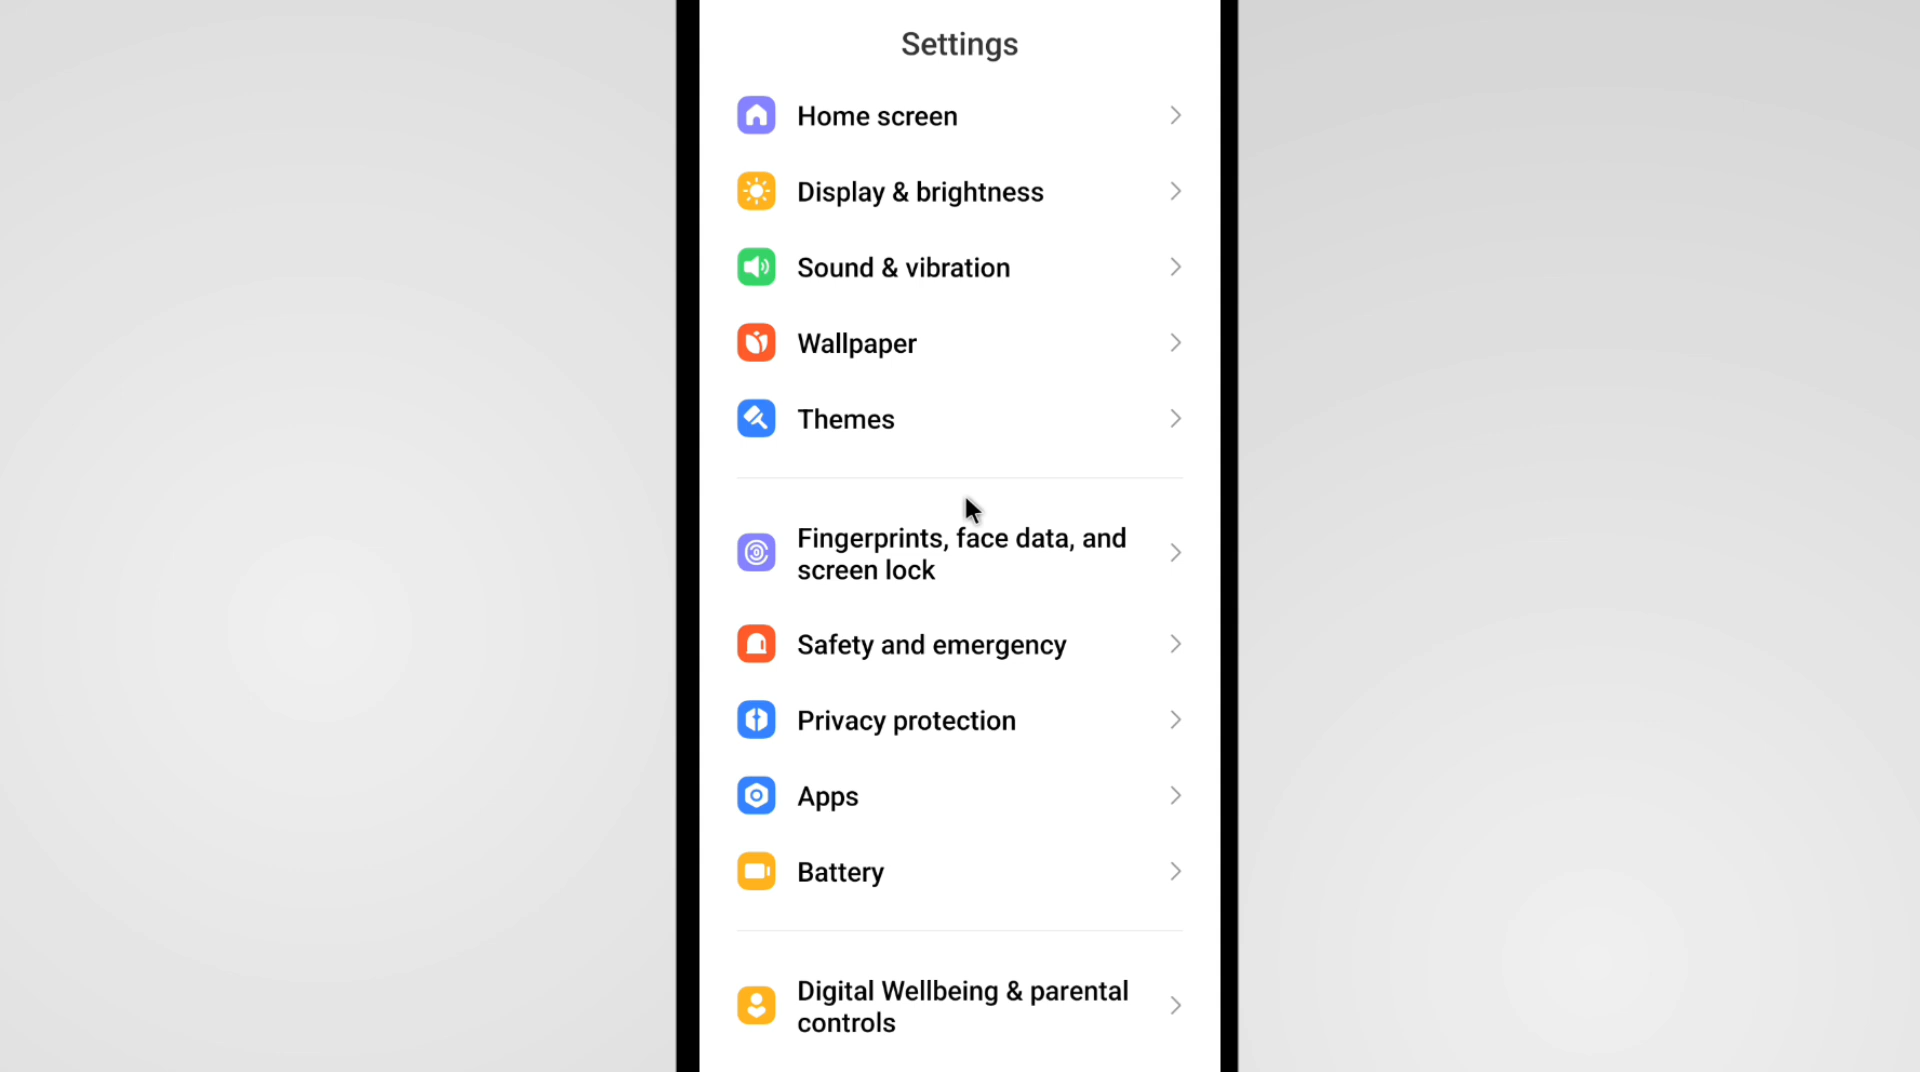 Settings
Home screen
Display & brightness
Sound & vibration
Wallpaper
Themes
Fingerprints, face data, and
screen lock
Safety and emergency
Privacy protection
Apps
Battery
Digital Wellbeing & parental
controls